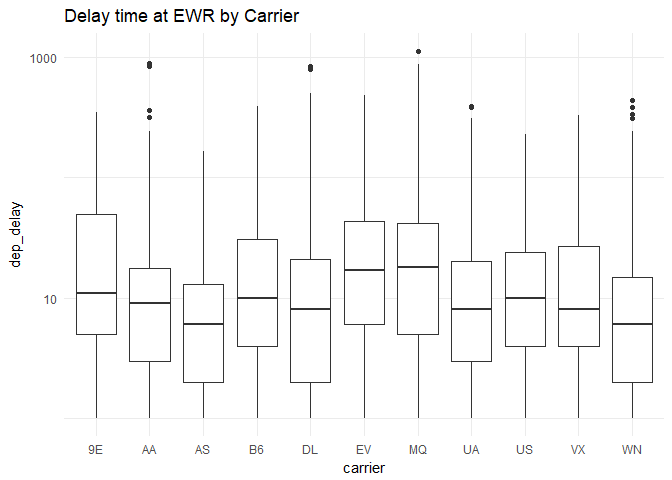 Delay time at EWR by Carrier
1000
10
dep_delay
9E AA AS B6 DL EV MQ UA US VX WN
carrier